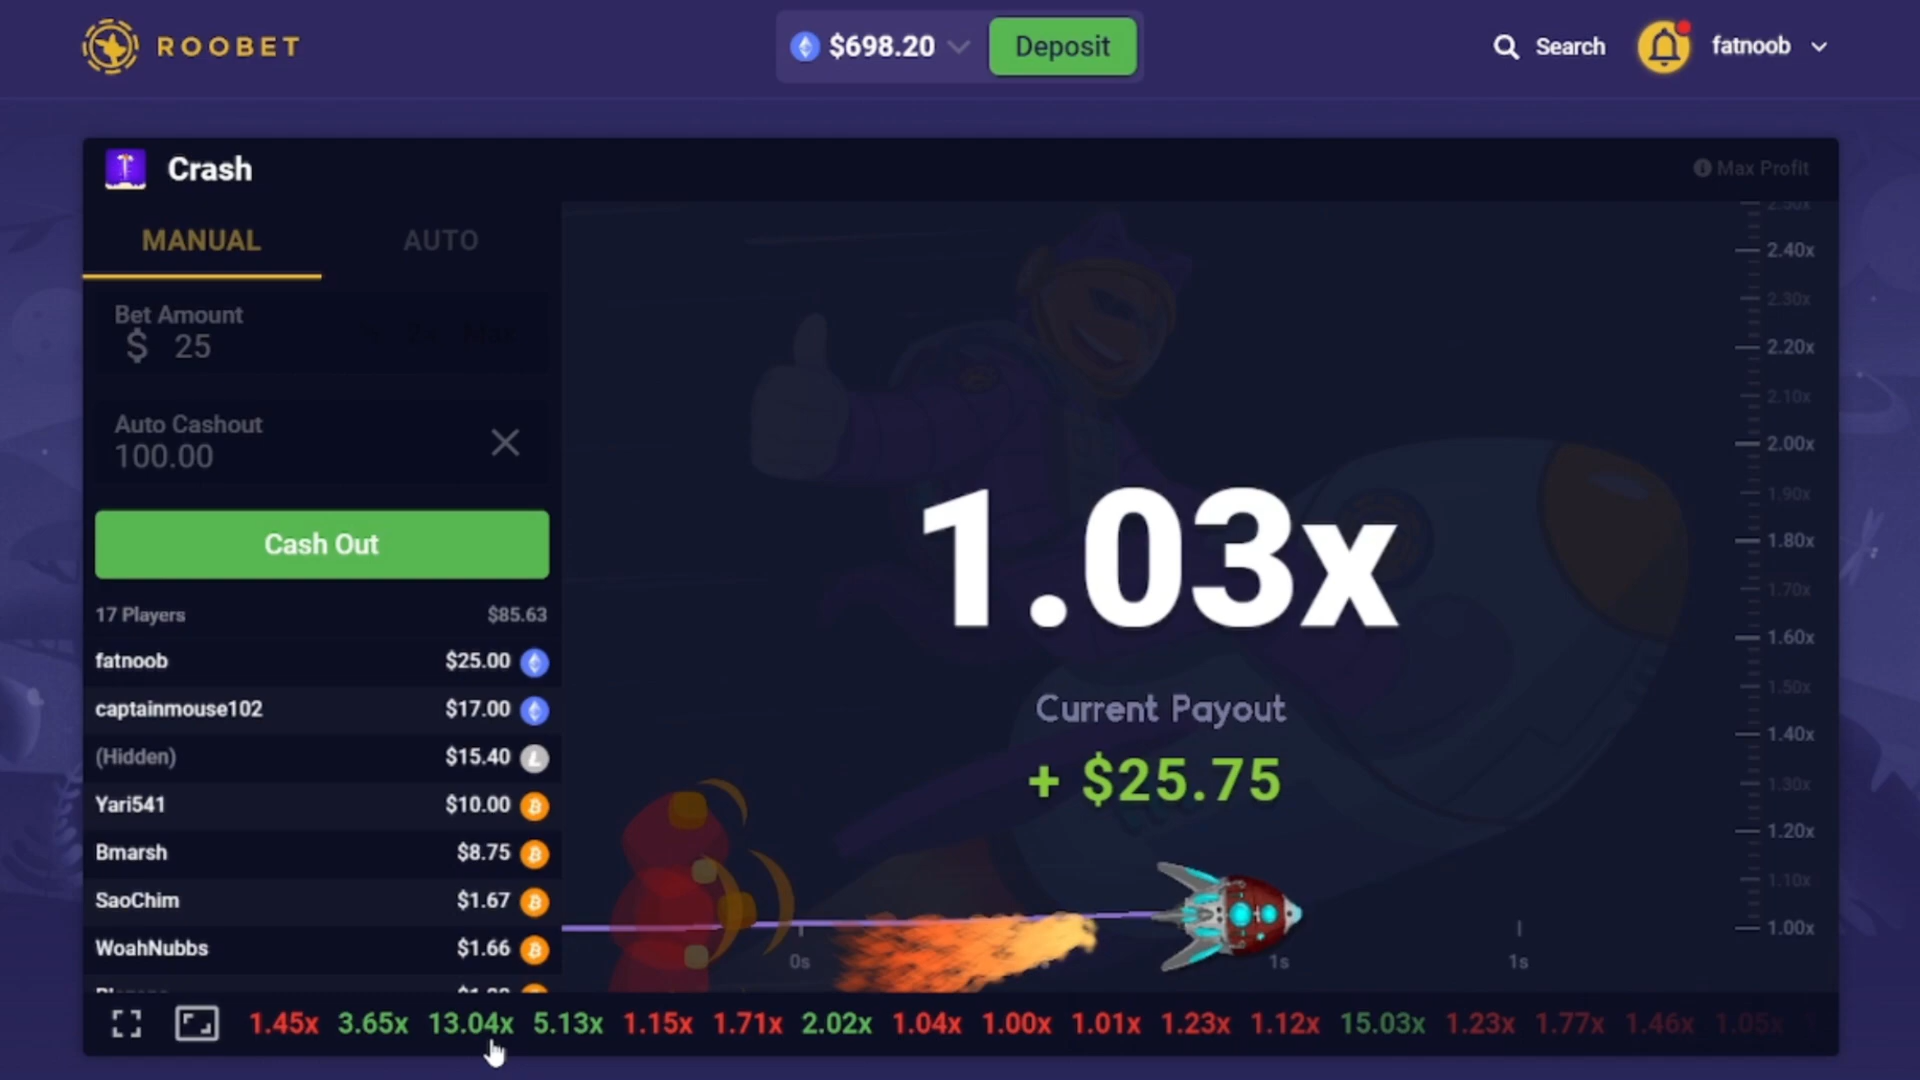 ROOBET
$698.20
Deposit
Search
fatnoob
Crash
Max Profit
MANUAL
AUTO
Bet Amount
$ 25
Auto Cashout
100.00
Cash Out
17 Players $85.63
fatnoob $25.00
captainmouse102 $17.00
(Hidden) $15.40
Yari541 $10.00
Bmarsh $8.75
SaoChim $1.67
WoahNubbs $1.66
1.03x
Current Payout
+ $25.75
2.50x
2.40x
2.30x
2.20x
2.10x
2.00x
1.90x
1.80x
1.70x
1.60x
1.50x
1.40x
1.30x
1.20x
1.10x
1.00x
0s
1s
1s
1.45x 3.65x 13.04x 5.13x 1.15x 1.71x 2.02x 1.04x 1.00x 1.01x 1.23x 1.12x 15.03x 1.23x 1.77x 1.46x 1.05x